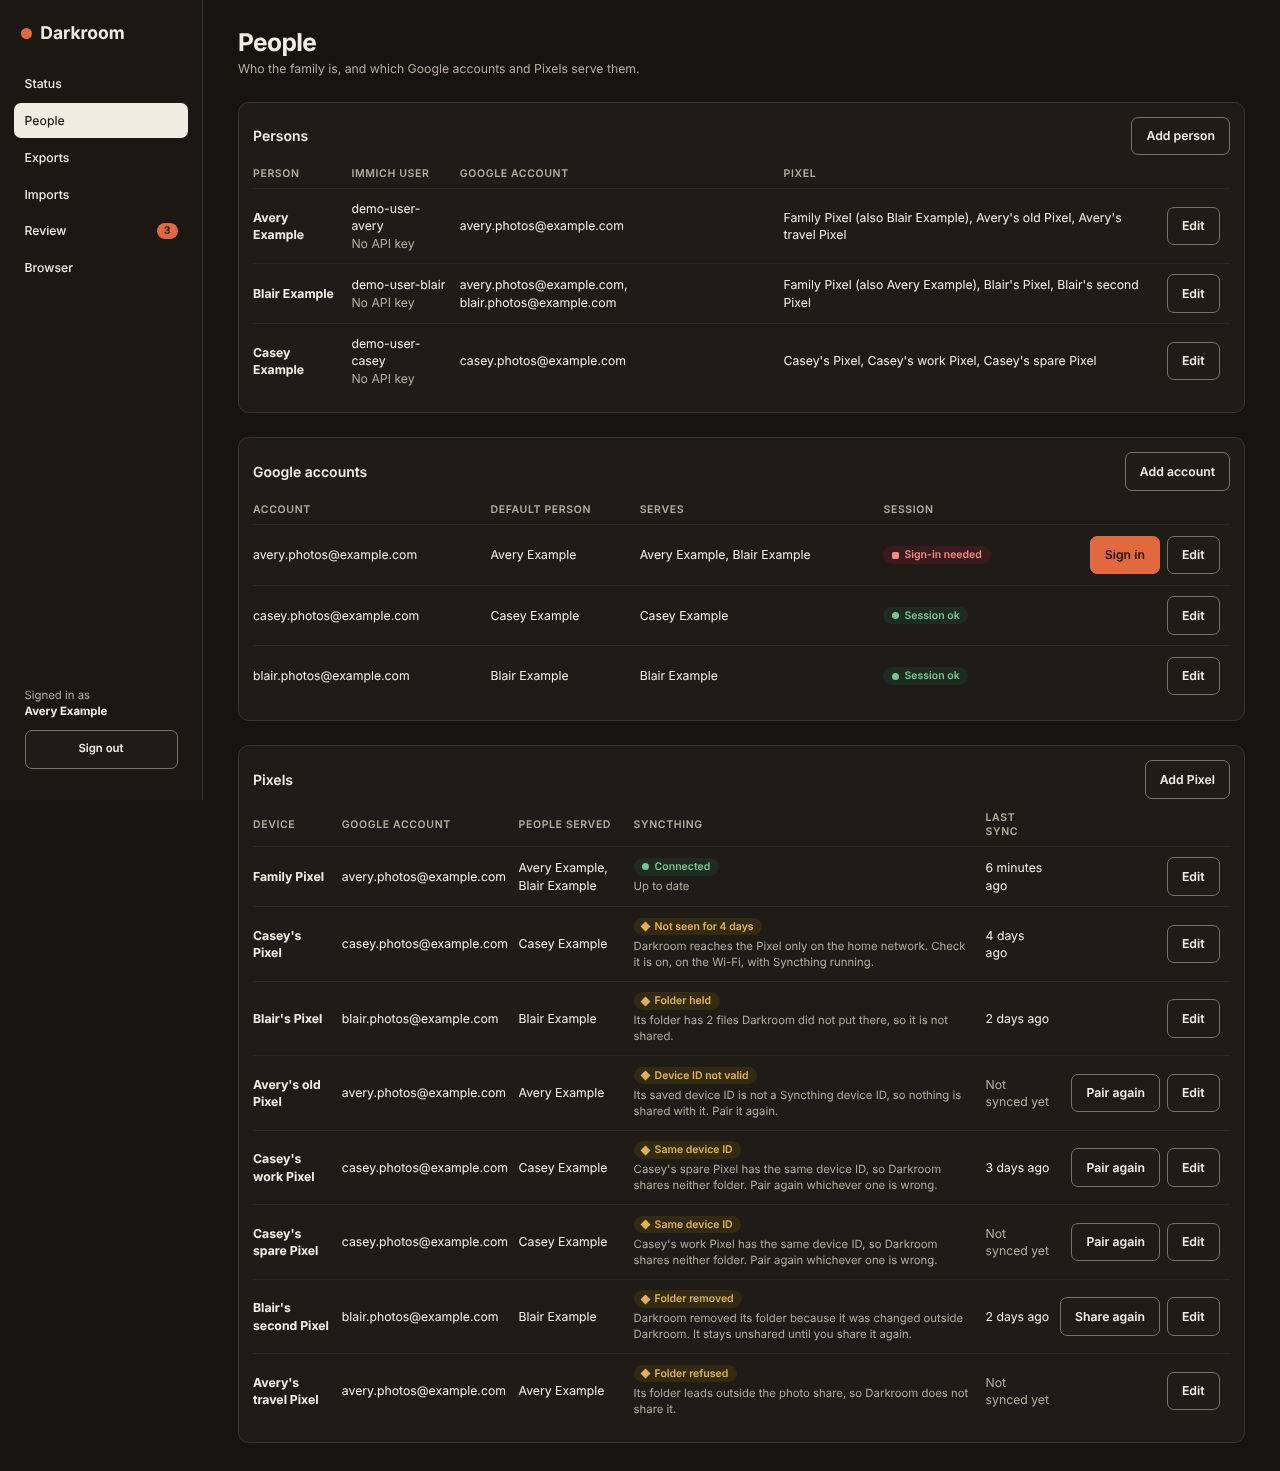 Darkroom
Status
People
Exports
Imports
Review 3
Browser
Signed in as
Avery Example
Sign out
People
Who the family is, and which Google accounts and Pixels serve them.
Persons
Add person
PERSON IMMICH USER GOOGLE ACCOUNT PIXEL
Avery Example demo-user-avery No API key avery.photos@example.com Family Pixel (also Blair Example), Avery's old Pixel, Avery's travel Pixel Edit
Blair Example demo-user-blair No API key avery.photos@example.com, blair.photos@example.com Family Pixel (also Avery Example), Blair's Pixel, Blair's second Pixel Edit
Casey Example demo-user-casey No API key casey.photos@example.com Casey's Pixel, Casey's work Pixel, Casey's spare Pixel Edit
Google accounts
Add account
ACCOUNT DEFAULT PERSON SERVES SESSION
avery.photos@example.com Avery Example Avery Example, Blair Example Sign-in needed Sign in Edit
casey.photos@example.com Casey Example Casey Example Session ok Edit
blair.photos@example.com Blair Example Blair Example Session ok Edit
Pixels
Add Pixel
DEVICE GOOGLE ACCOUNT PEOPLE SERVED SYNCTHING LAST SYNC
Family Pixel avery.photos@example.com Avery Example, Blair Example Connected Up to date 6 minutes ago Edit
Casey's Pixel casey.photos@example.com Casey Example Not seen for 4 days Darkroom reaches the Pixel only on the home network. Check it is on, on the Wi-Fi, with Syncthing running. 4 days ago Edit
Blair's Pixel blair.photos@example.com Blair Example Folder held Its folder has 2 files Darkroom did not put there, so it is not shared. 2 days ago Edit
Avery's old Pixel avery.photos@example.com Avery Example Device ID not valid Its saved device ID is not a Syncthing device ID, so nothing is shared with it. Pair it again. Not synced yet Pair again Edit
Casey's work Pixel casey.photos@example.com Casey Example Same device ID Casey's spare Pixel has the same device ID, so Darkroom shares neither folder. Pair again whichever one is wrong. 3 days ago Pair again Edit
Casey's spare Pixel casey.photos@example.com Casey Example Same device ID Casey's work Pixel has the same device ID, so Darkroom shares neither folder. Pair again whichever one is wrong. Not synced yet Pair again Edit
Blair's second Pixel blair.photos@example.com Blair Example Folder removed Darkroom removed its folder because it was changed outside Darkroom. It stays unshared until you share it again. 2 days ago Share again Edit
Avery's travel Pixel avery.photos@example.com Avery Example Folder refused Its folder leads outside the photo share, so Darkroom does not share it. Not synced yet Edit